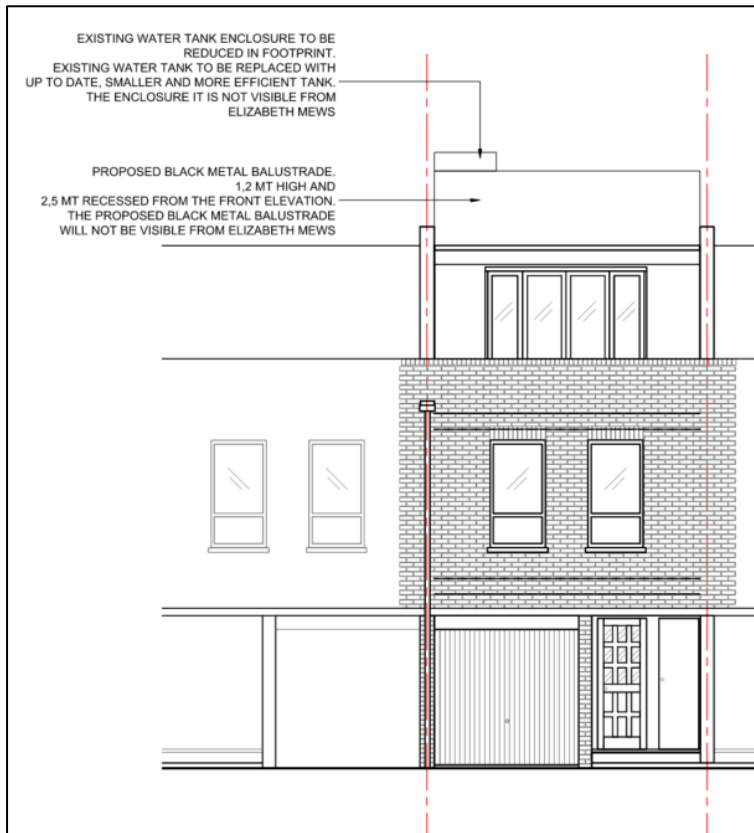 EXISTING WATER TANK ENCLOSURE TO BE
REDUCED IN FOOTPRINT.
EXISTING WATER TANK TO BE REPLACED WITH
UP TO DATE, SMALLER AND MORE EFFICIENT TANK.
THE ENCLOSURE IT IS NOT VISIBLE FROM
ELIZABETH MEWS
PROPOSED BLACK METAL BALUSTRADE.
1,2 MT HIGH AND
2,5 MT RECESSED FROM THE FRONT ELEVATION.
THE PROPOSED BLACK METAL BALUSTRADE
WILL NOT BE VISIBLE FROM ELIZABETH MEWS